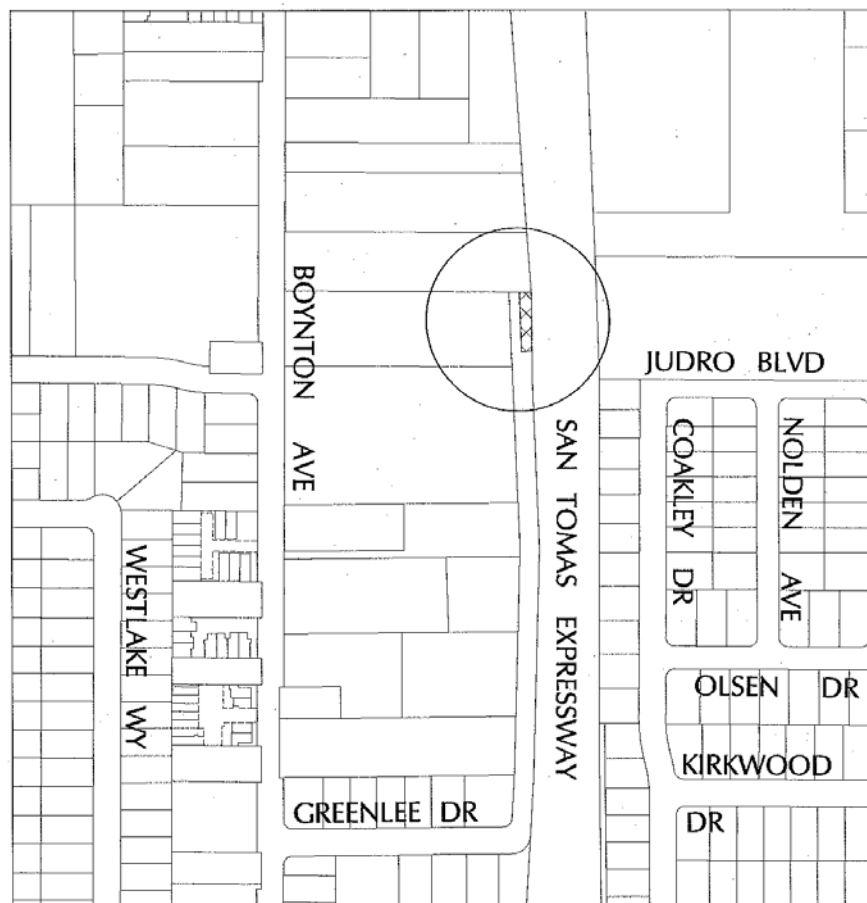 BOYNTON AVE
JUDRO BLVD
SAN TOMAS EXPRESSWAY
COAKLEY DR
NOLDEN AVE
WESTLAKE WY
OLSEN DR
KIRKWOOD
DR
GREENLEE DR